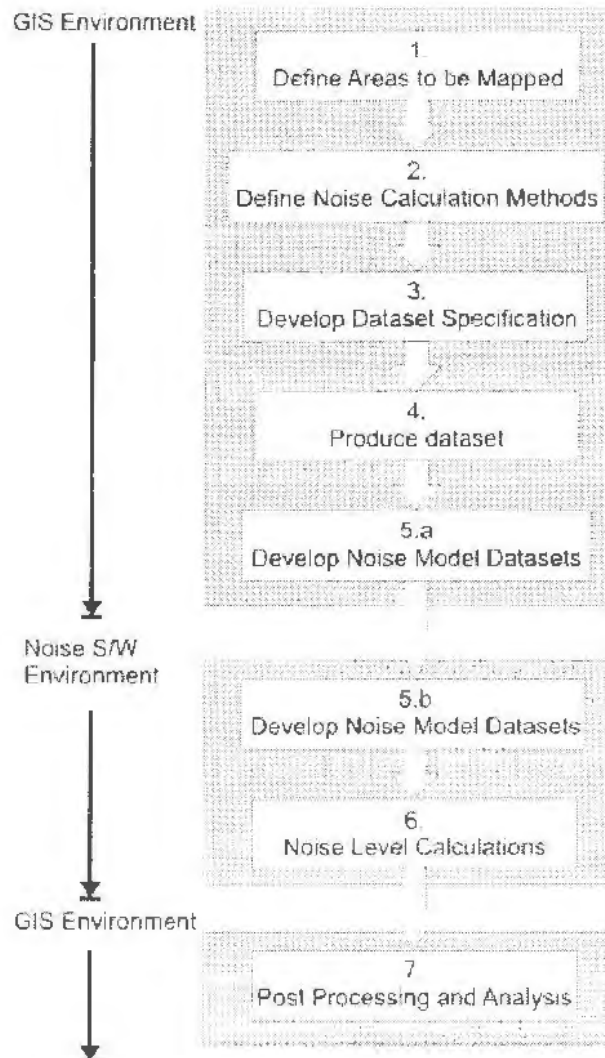 GIS Environment
1.
Define Areas to be Mapped
2.
Define Noise Calculation Methods
3.
Develop Dataset Specification
4.
Produce dataset
5.a
Develop Noise Model Datasets
Noise S/W
Environment
5.b
Develop Noise Model Datasets
6.
Noise Level Calculations
GIS Environment
7
Post Processing and Analysis